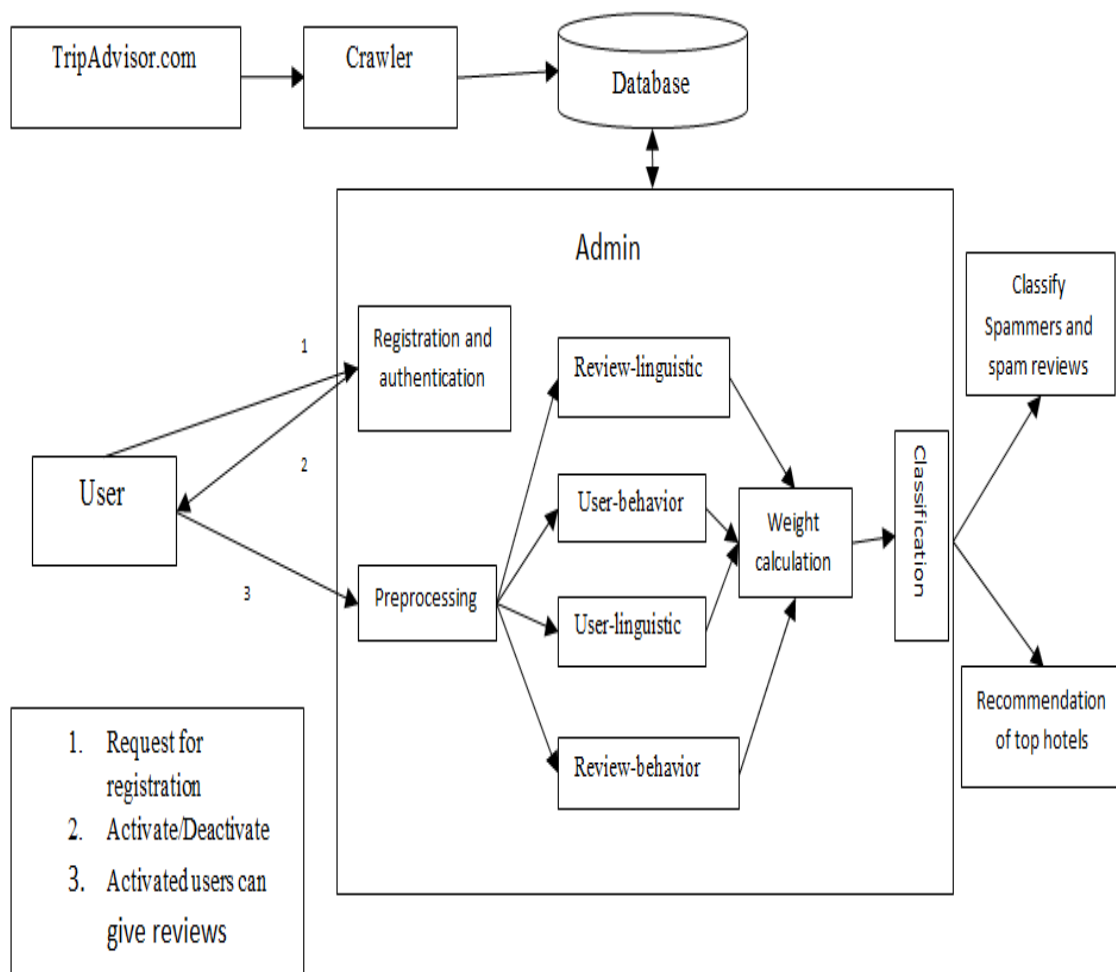 TripAdvisor.com
Crawler
Database
Admin
Registration and
authentication
Review-linguistic
Classify
Spammers and
spam reviews
1
2
User
User-behavior
Weight
calculation
Classification
3
Preprocessing
User-linguistic
Recommendation
of top hotels
Review-behavior
1. Request for
registration
2. Activate/Deactivate
3. Activated users can
give reviews